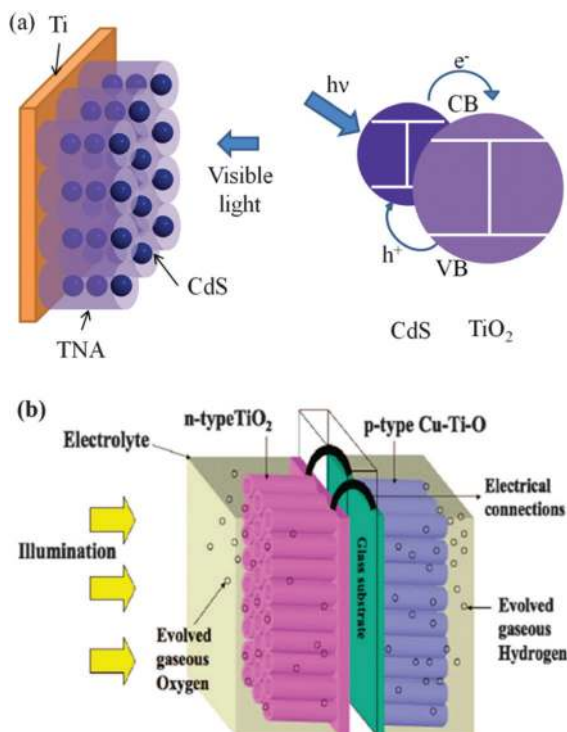 (a)
Ti
Visible
light
CdS
TNA
hν
e⁻
CB
h⁺
VB
CdS TiO₂
(b)
n-typeTiO₂
p-type Cu-Ti-O
Electrolyte
Electrical
connections
Illumination
Glass substrate
Evolved
gaseous
Oxygen
Evolved
gaseous
Hydrogen